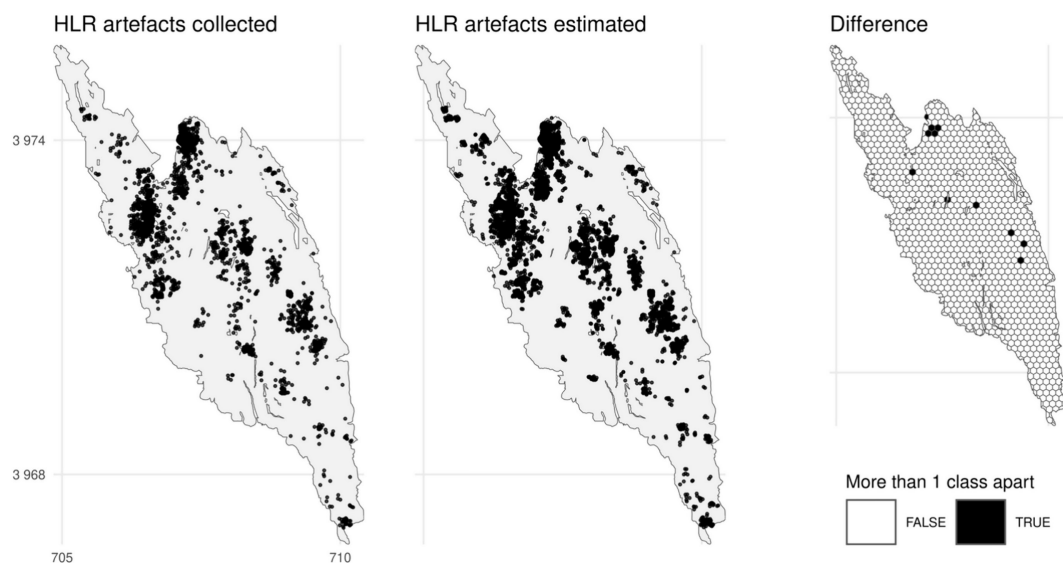 HLR artefacts collected
HLR artefacts estimated
Difference
3 974
3 968
705
710
More than 1 class apart
FALSE
TRUE